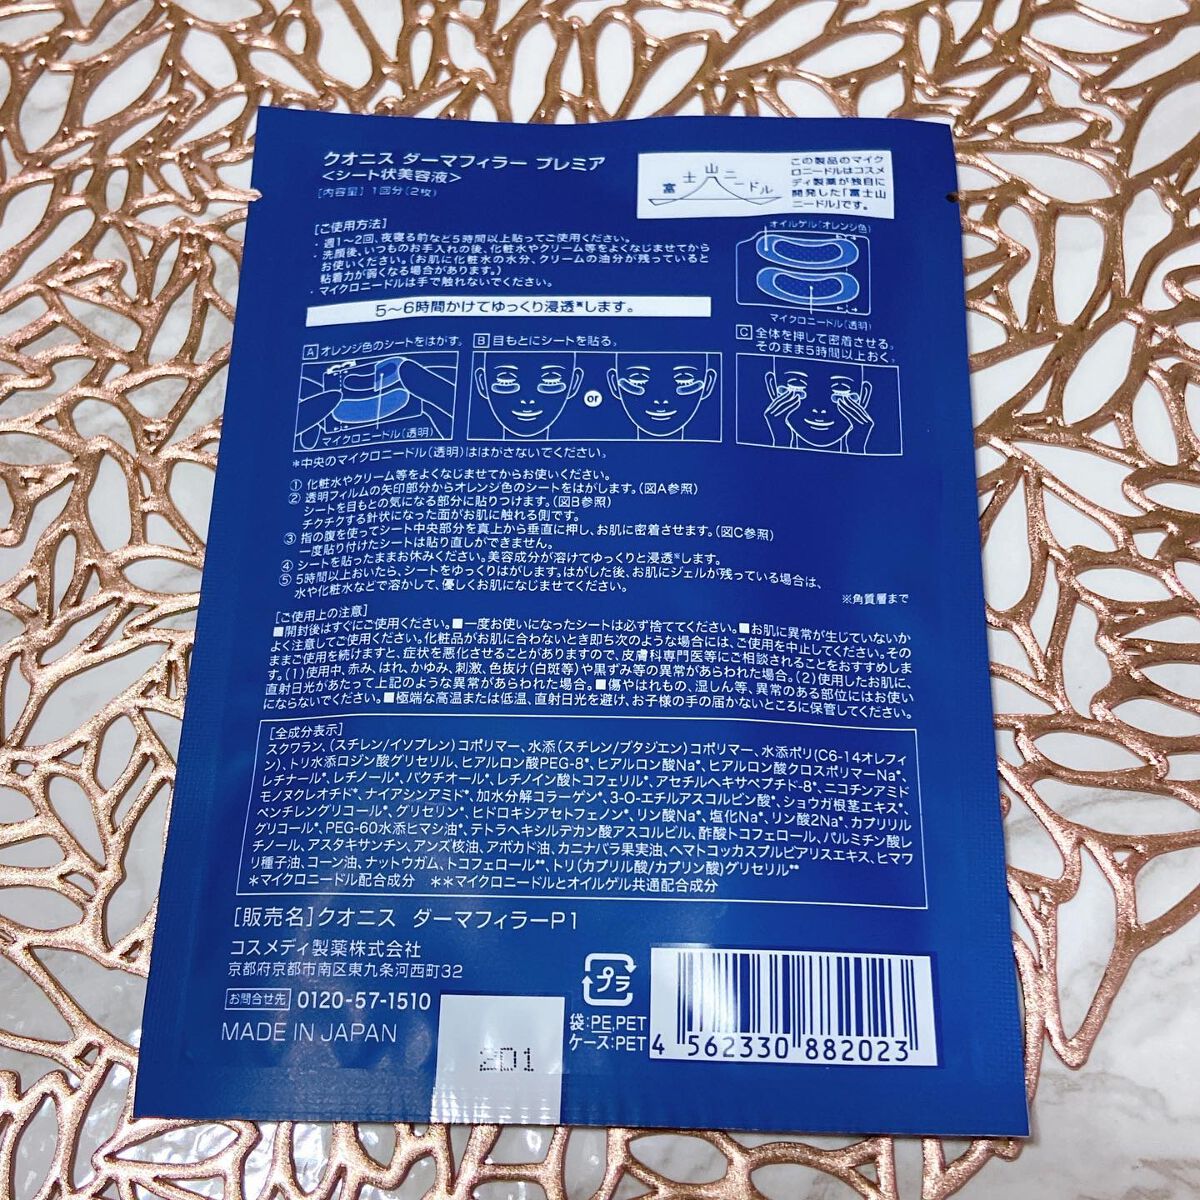 クオニス ダーマフィラー プレミア
<シート状美容液>
[内容量] 1回分(2枚)
富士山ニードル
この製品のマイク
ロニードルはコスメ
ディ製薬が独自に
開発した「富士山
ニードル」です。
[ご使用方法]
・週1〜2回、夜寝る前など5時間以上貼ってご使用ください。
・洗顔後、いつものお手入れの後、化粧水やクリーム等をよくなじませてから
お使いください。(お肌に化粧水の水分、クリームの油分が残っていると
粘着力が弱くなる場合があります。)
・マイクロニードルは手で触れないでください。
オイルゲル(オレンジ色)
マイクロニードル(透明)
5〜6時間かけてゆっくり浸透*します。
A オレンジ色のシートをはがす。
マイクロニードル(透明)
B 目もとにシートを貼る。
or
C 全体を押して密着させる。
そのまま5時間以上おく。
*中央のマイクロニードル(透明)ははがさないでください。
① 化粧水やクリーム等をよくなじませてからお使いください。
② 透明フィルムの矢印部分からオレンジ色のシートをはがします。(図A参照)
シートを目もとの気になる部分に貼りつけます。(図B参照)
チクチクする針状になった面がお肌に触れる側です。
③ 指の腹を使ってシート中央部分を真上から垂直に押し、お肌に密着させます。(図C参照)
一度貼り付けたシートは貼り直しができません。
④ シートを貼ったままお休みください。美容成分が溶けてゆっくりと浸透*します。
⑤ 5時間以上おいたら、シートをゆっくりはがします。はがした後、お肌にジェルが残っている場合は、
水や化粧水などで溶かして、優しくお肌になじませてください。
※角質層まで
[ご使用上の注意]
■開封後はすぐにご使用ください。■一度お使いになったシートは必ず捨ててください。■お肌に異常が生じていないか
よく注意してご使用ください。化粧品がお肌に合わないとき即ち次のような場合には、ご使用を中止してください。その
ままご使用を続けますと、症状を悪化させることがありますので、皮膚科専門医等にご相談されることをおすすめしま
す。(1)使用中、赤み、はれ、かゆみ、刺激、色抜け(白斑等)や黒ずみ等の異常があらわれた場合。(2)使用したお肌に、
直射日光があたって上記のような異常があらわれた場合。■傷やはれもの、湿しん等、異常のある部位にはお使い
にならないでください。■極端な高温または低温、直射日光を避け、お子様の手の届かないところに保管してください。
[全成分表示]
スクワラン、(スチレン/イソプレン)コポリマー、水添(スチレン/ブタジエン)コポリマー、水添ポリ(C6-14オレフィ
ン)、トリ水添ロジン酸グリセリル、ヒアルロン酸PEG-8*、ヒアルロン酸Na*、ヒアルロン酸クロスポリマーNa*、
レチナール*、レチノール*、バクチオール*、レチノイン酸トコフェリル*、アセチルヘキサペプチド-8*、ニコチンアミド
モノヌクレオチド*、ナイアシンアミド*、加水分解コラーゲン*、3-O-エチルアスコルビン酸*、ショウガ根茎エキス*、
ペンチレングリコール*、グリセリン*、ヒドロキシアセトフェノン*、リン酸Na*、塩化Na*、リン酸2Na*、カプリリル
グリコール*、PEG-60水添ヒマシ油*、テトラヘキシルデカン酸アスコルビル、酢酸トコフェロール、パルミチン酸レ
チノール、アスタキサンチン、アンズ核油、アボカド油、カニナバラ果実油、ヘマトコッカスプルビアリスエキス、ヒマワ
リ種子油、コーン油、ナットウガム、トコフェロール**、トリ(カプリル酸/カプリン酸)グリセリル**
*マイクロニードル配合成分 **マイクロニードルとオイルゲル共通配合成分
[販売名]クオニス ダーマフィラーP1
コスメディ製薬株式会社
京都府京都市南区東九条河西町32
お問合せ先 0120-57-1510
MADE IN JAPAN
201
プラ
袋:PE,PET
ケース:PET
4 562330 882023